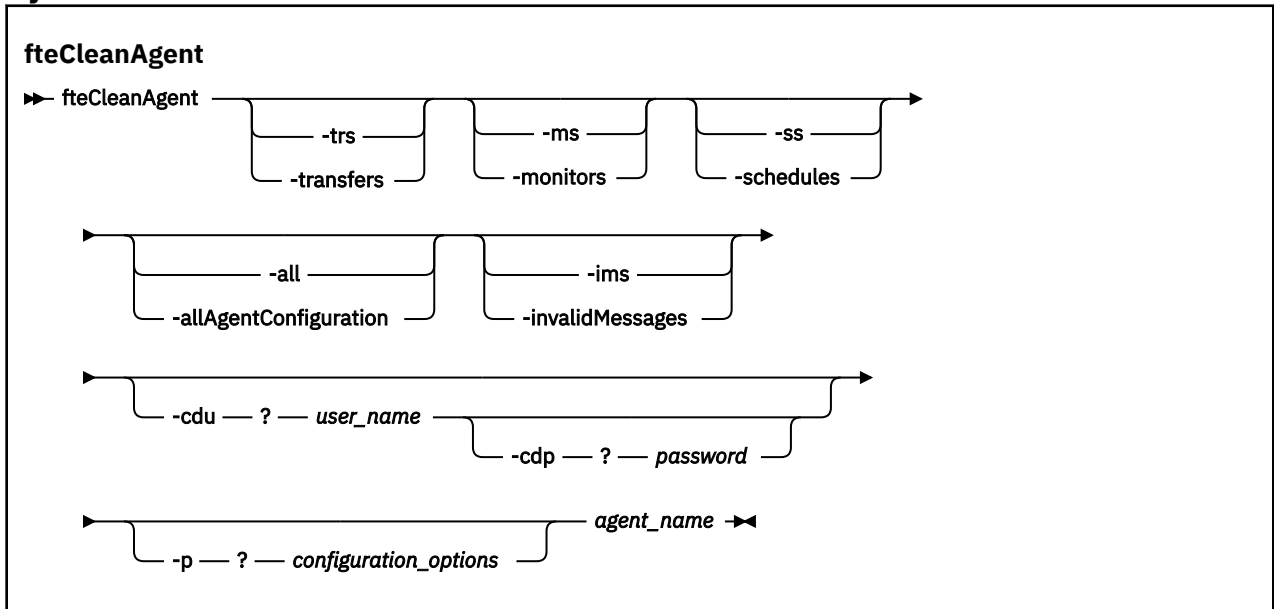 fteCleanAgent
fteCleanAgent
-trs -ms -ss
-transfers -monitors -schedules
-all -ims
-allAgentConfiguration -invalidMessages
-cdu ? user_name
-cdp ? password
agent_name
-p ? configuration_options